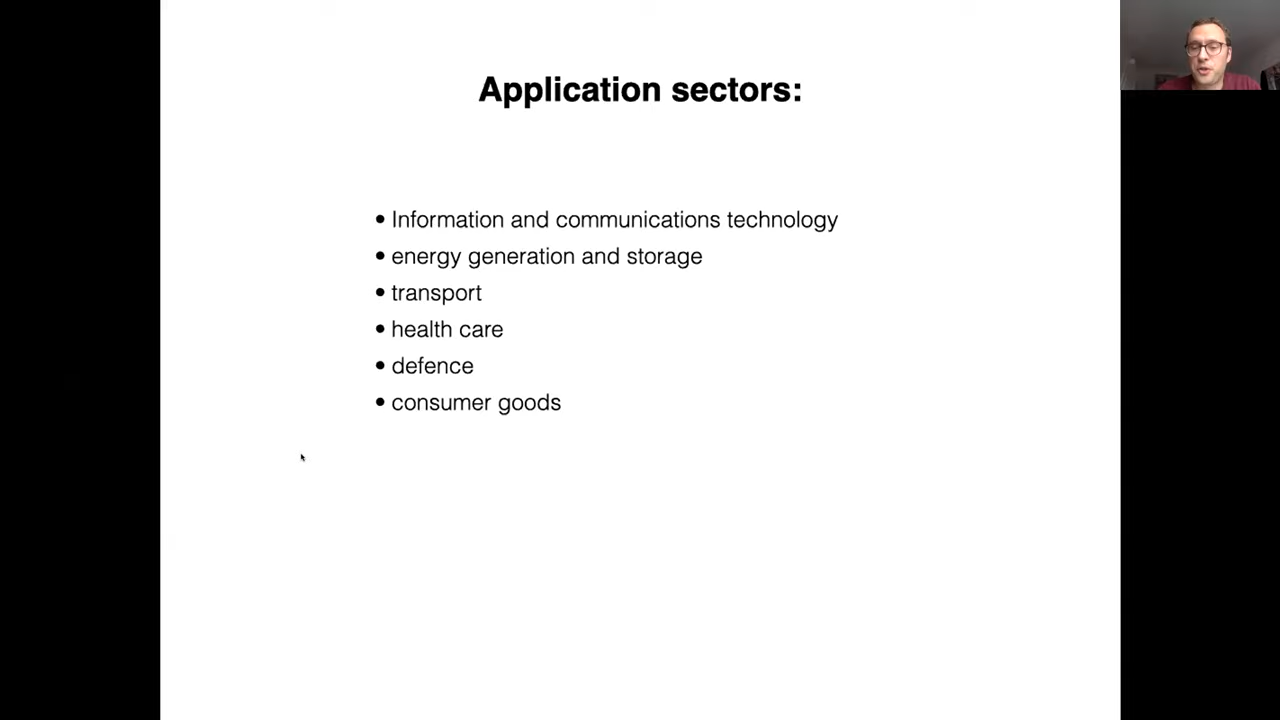 Application sectors:
• Information and communications technology
• energy generation and storage
• transport
• health care
• defence
• consumer goods